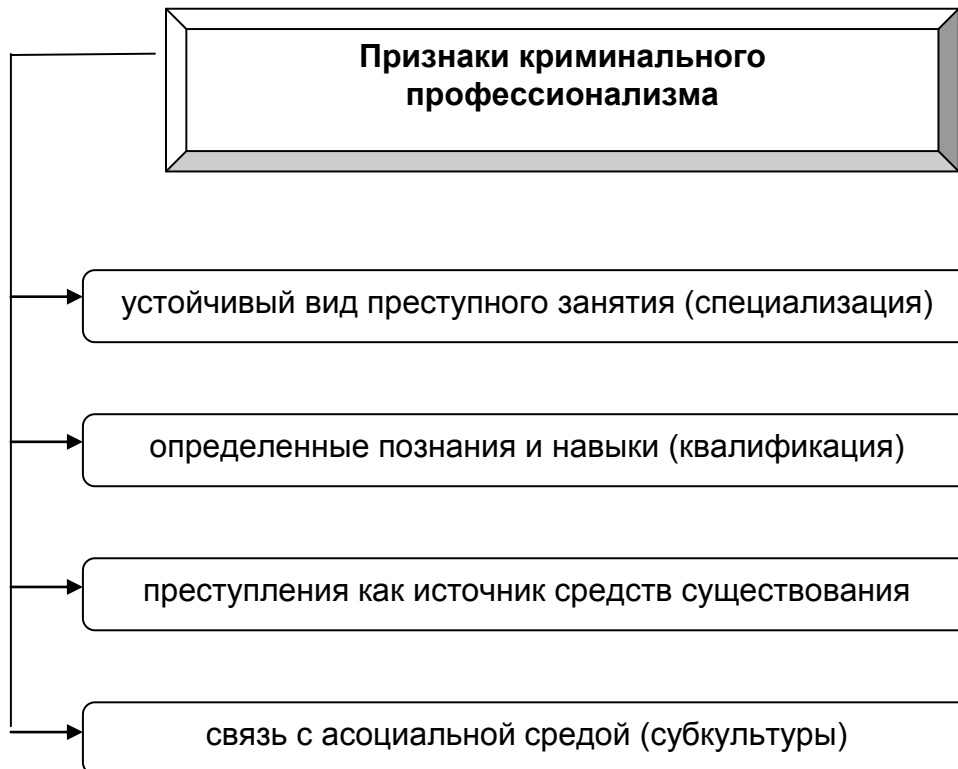 Признаки криминального
профессионализма
устойчивый вид преступного занятия (специализация)
определенные познания и навыки (квалификация)
преступления как источник средств существования
связь с асоциальной средой (субкультуры)